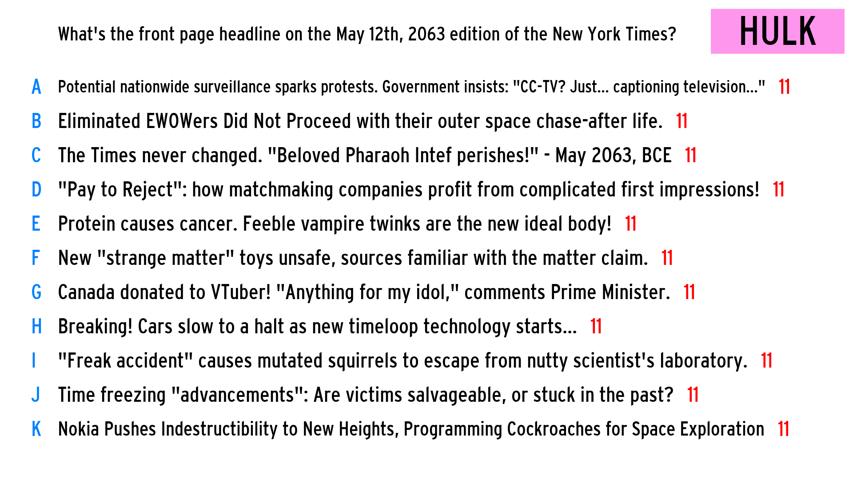 What's the front page headline on the May 12th, 2063 edition of the New York Times?
HULK
A Potential nationwide surveillance sparks protests. Government insists: "CC-TV? Just... captioning television..." 11
B Eliminated EWOWers Did Not Proceed with their outer space chase-after life. 11
C The Times never changed. "Beloved Pharaoh Intef perishes!" - May 2063, BCE 11
D "Pay to Reject": how matchmaking companies profit from complicated first impressions! 11
E Protein causes cancer. Feeble vampire twinks are the new ideal body! 11
F New "strange matter" toys unsafe, sources familiar with the matter claim. 11
G Canada donated to VTuber! "Anything for my idol," comments Prime Minister. 11
H Breaking! Cars slow to a halt as new timeloop technology starts... 11
I "Freak accident" causes mutated squirrels to escape from nutty scientist's laboratory. 11
J Time freezing "advancements": Are victims salvageable, or stuck in the past? 11
K Nokia Pushes Indestructibility to New Heights, Programming Cockroaches for Space Exploration 11